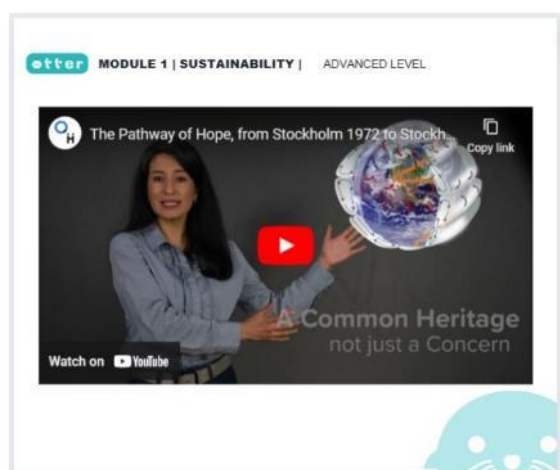 otter MODULE 1 | SUSTAINABILITY | ADVANCED LEVEL
OH The Pathway of Hope, from Stockholm 1972 to Stockh...
Copy link
A Common Heritage
not just a Concern
Watch on YouTube